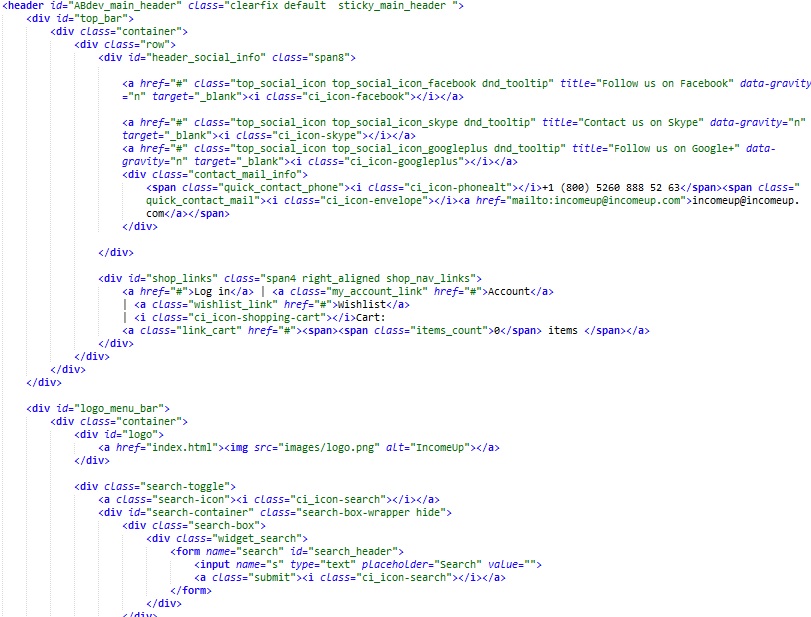 <header id="ABdev_main_header" class="clearfix default  sticky_main_header ">
<div id="top_bar">
<div class="container">
<div class="row">
<div id="header_social_info" class="span8">
<a href="#" class="top_social_icon top_social_icon_facebook dnd_tooltip" title="Follow us on Facebook" data-gravity
="n" target="_blank"><i class="ci_icon-facebook"></i></a>
<a href="#" class="top_social_icon top_social_icon_skype dnd_tooltip" title="Contact us on Skype" data-gravity="n"
target="_blank"><i class="ci_icon-skype"></i></a>
<a href="#" class="top_social_icon top_social_icon_googleplus dnd_tooltip" title="Follow us on Google+" data-
gravity="n" target="_blank"><i class="ci_icon-googleplus"></i></a>
<div class="contact_mail_info">
<span class="quick_contact_phone"><i class="ci_icon-phonealt"></i>+1 (800) 5260 888 52 63</span><span class="
quick_contact_mail"><i class="ci_icon-envelope"></i><a href="mailto:incomeup@incomeup.com">incomeup@incomeup.
com</a></span>
</div>
</div>
<div id="shop_links" class="span4 right_aligned shop_nav_links">
<a href="#">Log in</a> | <a class="my_account_link" href="#">Account</a>
| <a class="wishlist_link" href="#">Wishlist</a>
| <i class="ci_icon-shopping-cart"></i>Cart:
<a class="link_cart" href="#"><span><span class="items_count">0</span> items </span></a>
</div>
</div>
</div>
</div>
<div id="logo_menu_bar">
<div class="container">
<div id="logo">
<a href="index.html"><img src="images/logo.png" alt="IncomeUp"></a>
</div>
<div class="search-toggle">
<a class="search-icon"><i class="ci_icon-search"></i></a>
<div id="search-container" class="search-box-wrapper hide">
<div class="search-box">
<div class="widget_search">
<form name="search" id="search_header">
<input name="s" type="text" placeholder="Search" value="">
<a class="submit"><i class="ci_icon-search"></i></a>
</form>
</div>
</div>